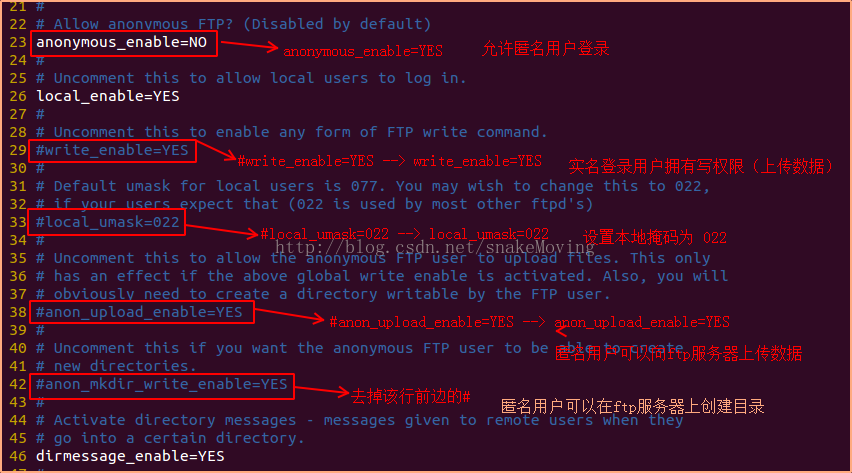 21 #
22 # Allow anonymous FTP? (Disabled by default)
23 anonymous_enable=NO
anonymous_enable=YES 允许匿名用户登录
24 #
25 # Uncomment this to allow local users to log in.
26 local_enable=YES
27 #
28 # Uncomment this to enable any form of FTP write command.
29 #write_enable=YES
#write_enable=YES --> write_enable=YES 实名登录用户拥有写权限（上传数据）
30 #
31 # Default umask for local users is 077. You may wish to change this to 022,
32 # if your users expect that (022 is used by most other ftpd's)
33 #local_umask=022
#local_umask=022 --> local_umask=022 设置本地掩码为 022
34 #
http://blog.csdn.net/snakeMoving
35 # Uncomment this to allow the anonymous FTP user to upload files. This only
36 # has an effect if the above global write enable is activated. Also, you will
37 # obviously need to create a directory writable by the FTP user.
38 #anon_upload_enable=YES
#anon_upload_enable=YES --> anon_upload_enable=YES
39 #
40 # Uncomment this if you want the anonymous FTP user to be able to create
匿名用户可以向ftp服务器上传数据
41 # new directories.
42 #anon_mkdir_write_enable=YES
去掉该行前边的#
43 #
匿名用户可以在ftp服务器上创建目录
44 # Activate directory messages - messages given to remote users when they
45 # go into a certain directory.
46 dirmessage_enable=YES